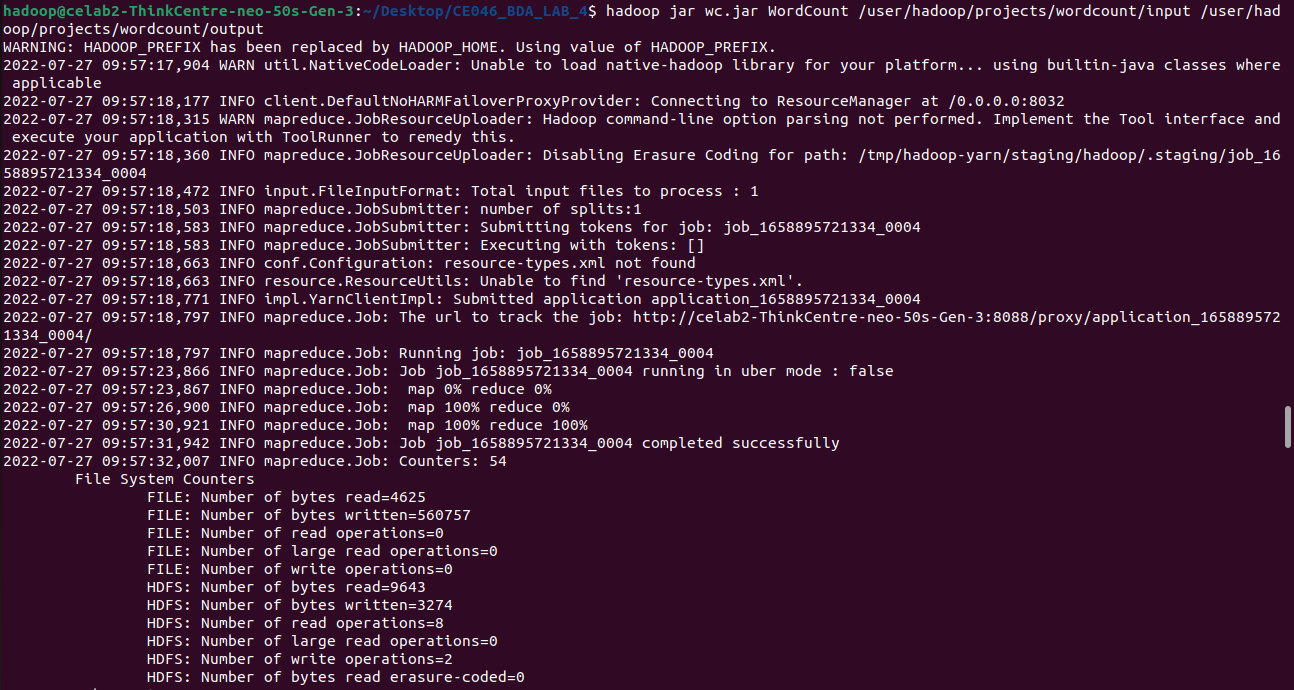 hadoop@celab2-ThinkCentre-neo-50s-Gen-3:~/Desktop/CE046_BDA_LAB_4$ hadoop jar wc.jar WordCount /user/hadoop/projects/wordcount/input /user/had
oop/projects/wordcount/output
WARNING: HADOOP_PREFIX has been replaced by HADOOP_HOME. Using value of HADOOP_PREFIX.
2022-07-27 09:57:17,904 WARN util.NativeCodeLoader: Unable to load native-hadoop library for your platform... using builtin-java classes where
 applicable
2022-07-27 09:57:18,177 INFO client.DefaultNoHARMFailoverProxyProvider: Connecting to ResourceManager at /0.0.0.0:8032
2022-07-27 09:57:18,315 WARN mapreduce.JobResourceUploader: Hadoop command-line option parsing not performed. Implement the Tool interface and
 execute your application with ToolRunner to remedy this.
2022-07-27 09:57:18,360 INFO mapreduce.JobResourceUploader: Disabling Erasure Coding for path: /tmp/hadoop-yarn/staging/hadoop/.staging/job_16
58895721334_0004
2022-07-27 09:57:18,472 INFO input.FileInputFormat: Total input files to process : 1
2022-07-27 09:57:18,503 INFO mapreduce.JobSubmitter: number of splits:1
2022-07-27 09:57:18,583 INFO mapreduce.JobSubmitter: Submitting tokens for job: job_1658895721334_0004
2022-07-27 09:57:18,583 INFO mapreduce.JobSubmitter: Executing with tokens: []
2022-07-27 09:57:18,663 INFO conf.Configuration: resource-types.xml not found
2022-07-27 09:57:18,663 INFO resource.ResourceUtils: Unable to find 'resource-types.xml'.
2022-07-27 09:57:18,771 INFO impl.YarnClientImpl: Submitted application application_1658895721334_0004
2022-07-27 09:57:18,797 INFO mapreduce.Job: The url to track the job: http://celab2-ThinkCentre-neo-50s-Gen-3:8088/proxy/application_165889572
1334_0004/
2022-07-27 09:57:18,797 INFO mapreduce.Job: Running job: job_1658895721334_0004
2022-07-27 09:57:23,866 INFO mapreduce.Job: Job job_1658895721334_0004 running in uber mode : false
2022-07-27 09:57:23,867 INFO mapreduce.Job:  map 0% reduce 0%
2022-07-27 09:57:26,900 INFO mapreduce.Job:  map 100% reduce 0%
2022-07-27 09:57:30,921 INFO mapreduce.Job:  map 100% reduce 100%
2022-07-27 09:57:31,942 INFO mapreduce.Job: Job job_1658895721334_0004 completed successfully
2022-07-27 09:57:32,007 INFO mapreduce.Job: Counters: 54
File System Counters
FILE: Number of bytes read=4625
FILE: Number of bytes written=560757
FILE: Number of read operations=0
FILE: Number of large read operations=0
FILE: Number of write operations=0
HDFS: Number of bytes read=9643
HDFS: Number of bytes written=3274
HDFS: Number of read operations=8
HDFS: Number of large read operations=0
HDFS: Number of write operations=2
HDFS: Number of bytes read erasure-coded=0